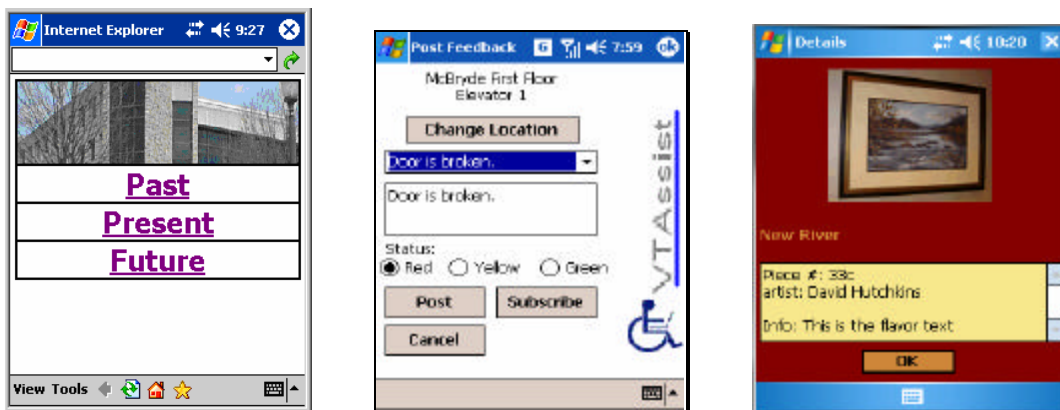 Internet Explorer 9:27
Past
Present
Future
View Tools
Post Feedback G 7:59 ok
McBryde First Floor
Elevator 1
Change Location
Door is broken.
Door is broken.
Status:
Red Yellow Green
Post Subscribe
Cancel
VTAssist
Details 10:20
New River
Piece #: 33c
artist: David Hutchkins
Info: This is the flavor text
OK